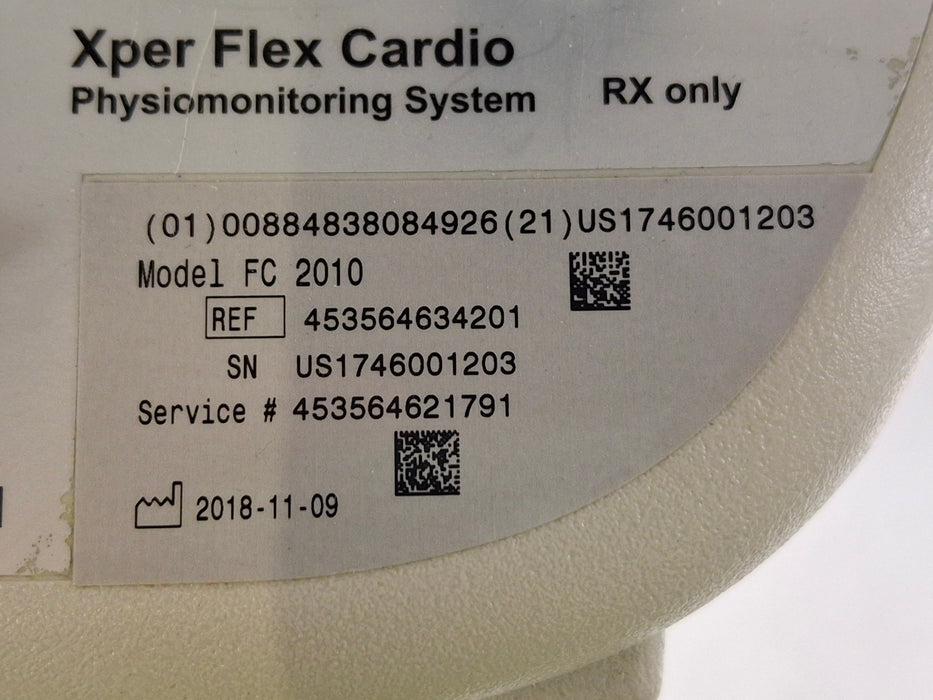 Xper Flex Cardio
Physiomonitoring System RX only
(01)00884838084926(21)US1746001203
Model FC 2010
REF 453564634201
SN US1746001203
Service # 453564621791
2018-11-09